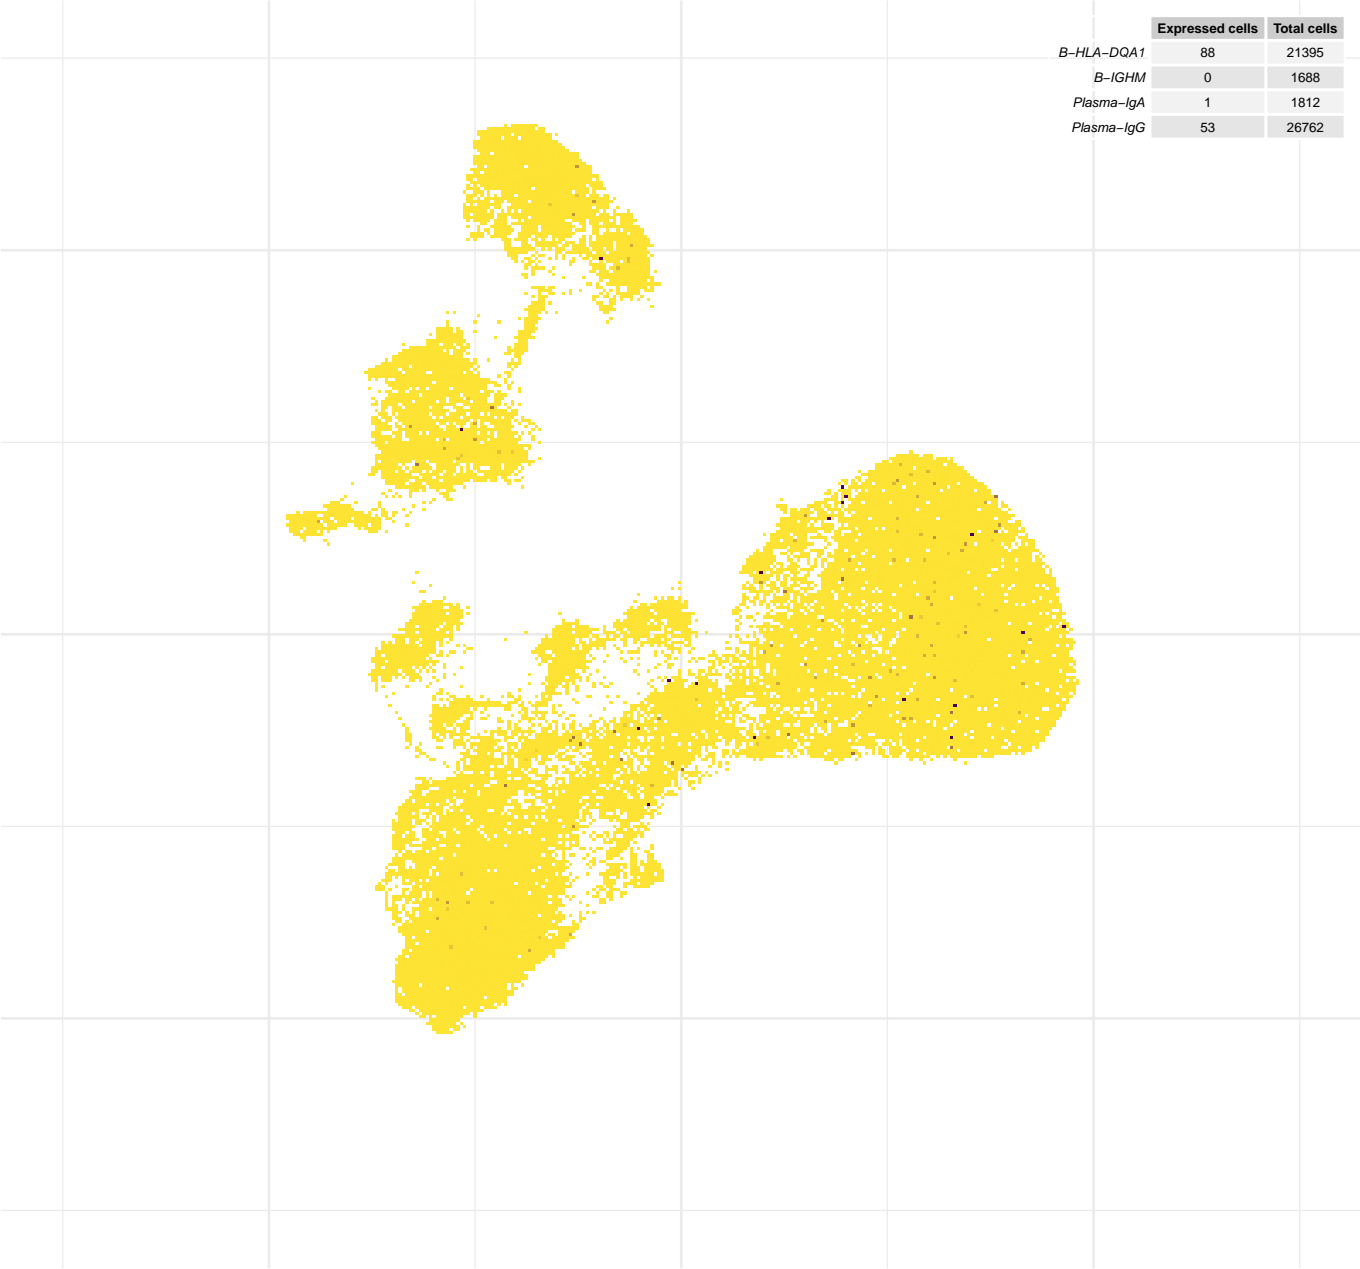 Expressed cells Total cells
B−HLA−DQA1 88 21395
B−IGHM 0 1688
Plasma−IgA 1 1812
Plasma−IgG 53 26762